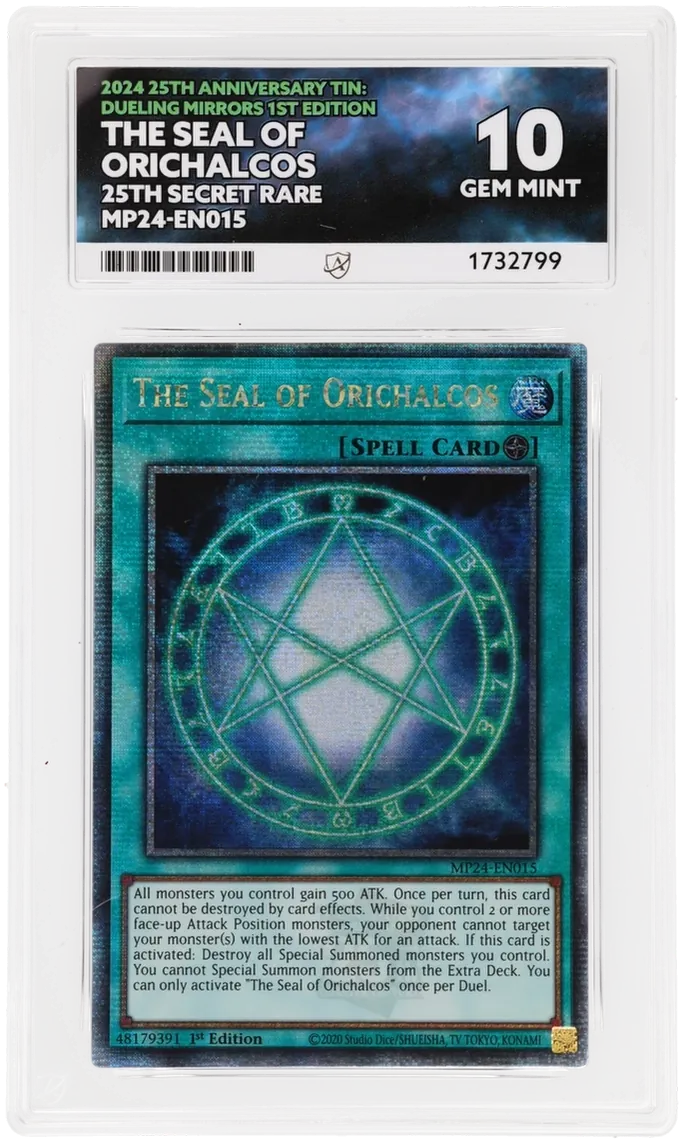 2024 25TH ANNIVERSARY TIN:
DUELING MIRRORS 1ST EDITION
THE SEAL OF
ORICHALCOS
25TH SECRET RARE
MP24-EN015
10
GEM MINT
1732799
THE SEAL OF ORICHALCOS 魔
[SPELL CARD]
MP24-EN015
All monsters you control gain 500 ATK. Once per turn, this card
cannot be destroyed by card effects. While you control 2 or more
face-up Attack Position monsters, your opponent cannot target
your monster(s) with the lowest ATK for an attack. If this card is
activated: Destroy all Special Summoned monsters you control.
You cannot Special Summon monsters from the Extra Deck. You
can only activate "The Seal of Orichalcos" once per Duel.
48179391 1st Edition
©2020 Studio Dice/SHUEISHA, TV TOKYO, KONAMI